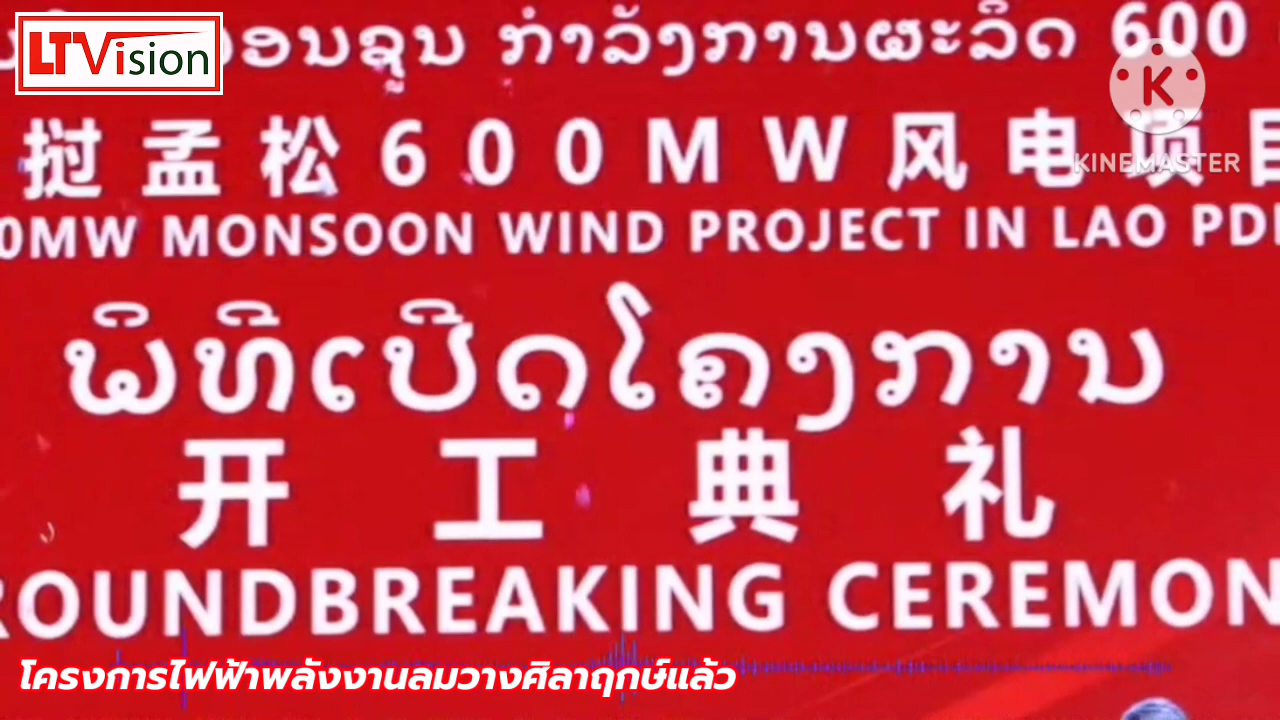 LTVision
ມອນຊູນ ກຳລັງການຜະລິດ 600
K
挝孟松600MW风电项目
KINEMASTER
0MW MONSOON WIND PROJECT IN LAO PD
ພິທີເປີດໂຄງການ
开工典礼
ROUNDBREAKING CEREMON
โครงการไฟฟ้าพลังงานลมวางศิลาฤกษ์แล้ว